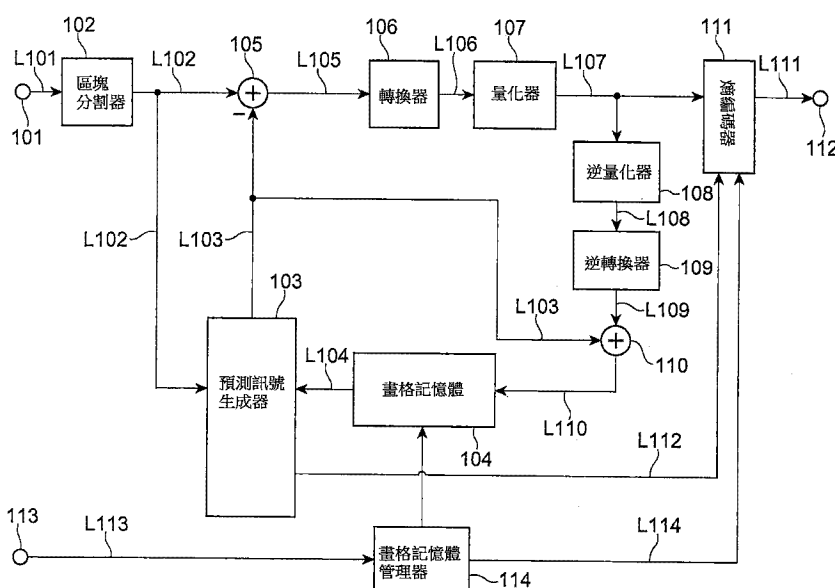 102
105
106
107
111
L101
L102
L105
L106
L107
L111
區塊
分割器
轉換器
量化器
熵編碼器
101
112
逆量化器
108
L108
L102
L103
逆轉換器
109
103
L103
L109
110
L104
預測訊號
生成器
畫格記憶體
L110
104
L112
113
L113
畫格記憶體
管理器
L114
114